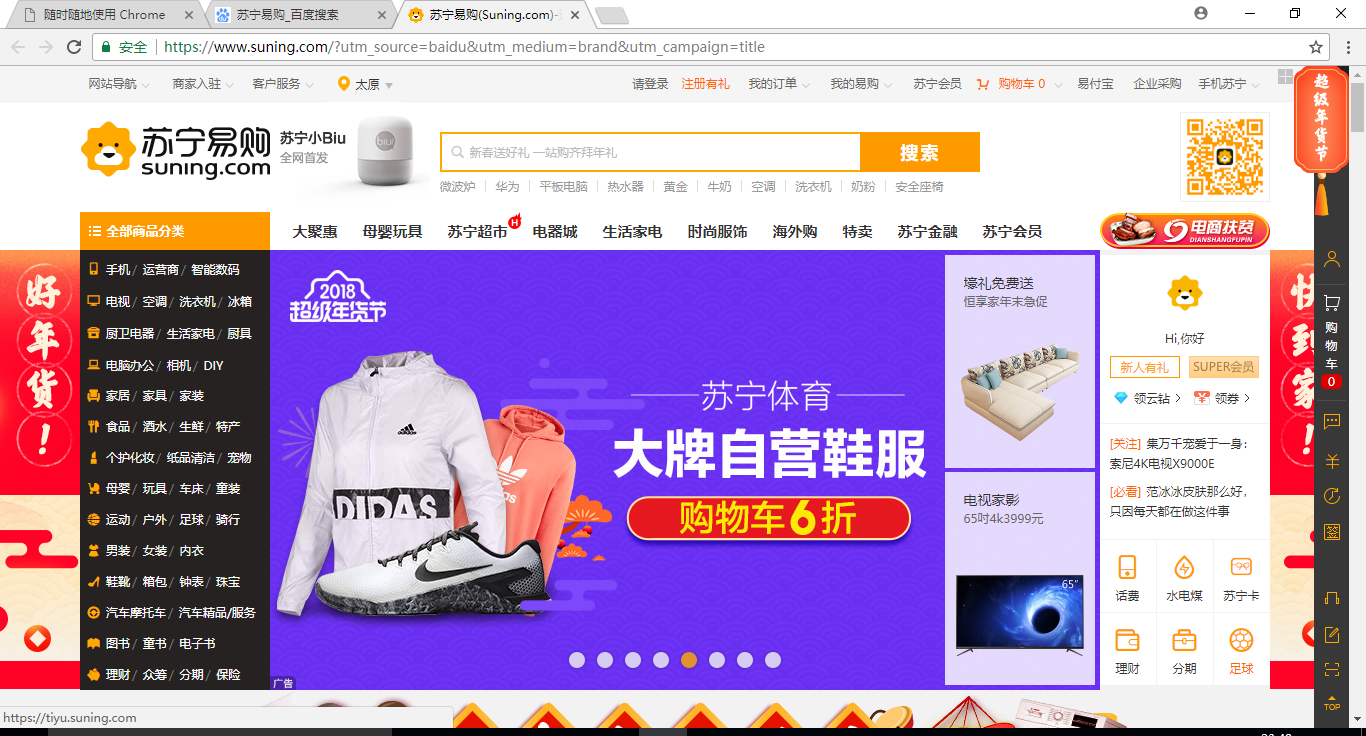 随时随地使用 Chrome
苏宁易购_百度搜索
苏宁易购(Suning.com)-
安全 https://www.suning.com/?utm_source=baidu&utm_medium=brand&utm_campaign=title
网站导航 商家入驻 客户服务 太原 请登录 注册有礼 我的订单 我的易购 苏宁会员 购物车 0 易付宝 企业采购 手机苏宁
超级年货节
苏宁易购
suning.com
苏宁小Biu
全网首发
biu
新春送好礼 一站购齐拜年礼 搜索
微波炉 华为 平板电脑 热水器 黄金 牛奶 空调 洗衣机 奶粉 安全座椅
全部商品分类 大聚惠 母婴玩具 苏宁超市 H 电器城 生活家电 时尚服饰 海外购 特卖 苏宁金融 苏宁会员
电商扶贫
DIANSHANGFUPIN
好年货!
手机/ 运营商/ 智能数码
电视/ 空调/ 洗衣机/ 冰箱
厨卫电器/ 生活家电/ 厨具
电脑办公/ 相机/ DIY
家居/ 家具/ 家装
食品/ 酒水/ 生鲜/ 特产
个护化妆/ 纸品清洁/ 宠物
母婴/ 玩具/ 车床/ 童装
运动/ 户外/ 足球/ 骑行
男装/ 女装/ 内衣
鞋靴/ 箱包/ 钟表/ 珠宝
汽车摩托车/ 汽车精品/服务
图书/ 童书/ 电子书
理财/ 众筹/ 分期/ 保险
2018
超级年货节
adidas
DIDAS
adidas
苏宁体育
大牌自营鞋服
购物车6折
广告
壕礼免费送
恒享家年末急促
电视家影
65吋4k3999元
65"
Hi,你好
新人有礼 SUPER会员
领云钻 领券
[关注] 集万千宠爱于一身：
索尼4K电视X9000E
[必看] 范冰冰皮肤那么好，
只因每天都在做这件事
话费 水电煤 苏宁卡
理财 分期 足球
快到家
购物车
0
签
TOP
https://tiyu.suning.com